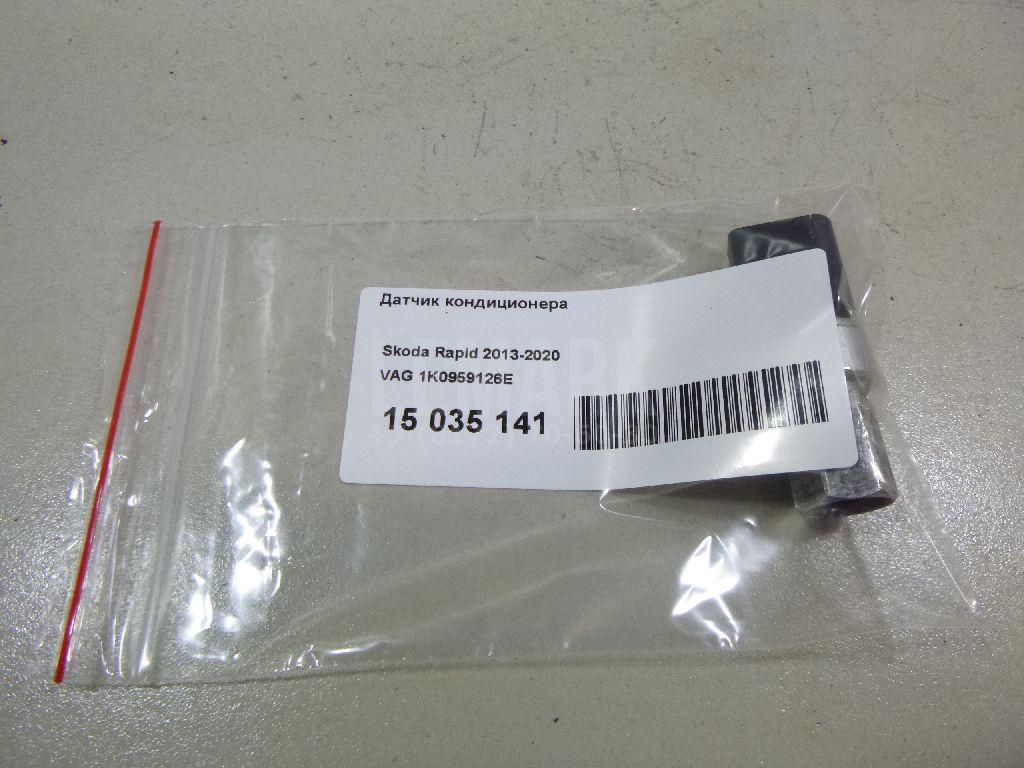 Датчик кондиционера
Skoda Rapid 2013-2020
VAG 1K0959126E
15 035 141